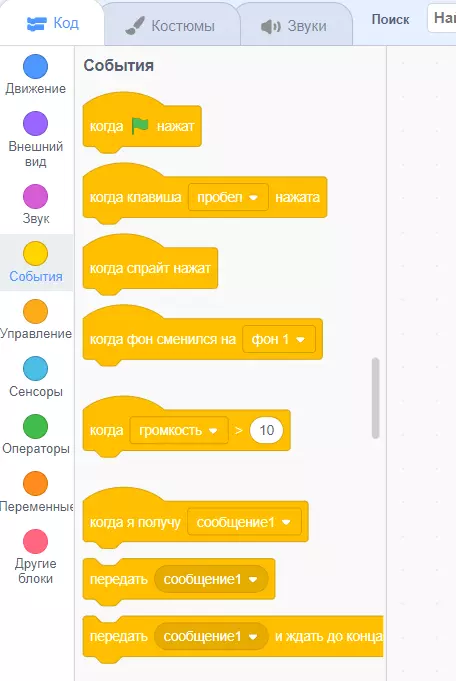 Код
Костюмы
Звуки
Поиск
События
Движение
Внешний
вид
Звук
События
Управление
Сенсоры
Операторы
Переменные
Другие
блоки
когда нажат
когда клавиша пробел нажата
когда спрайт нажат
когда фон сменился на фон 1
когда громкость > 10
когда я получу сообщение1
передать сообщение1
передать сообщение1 и ждать до конца